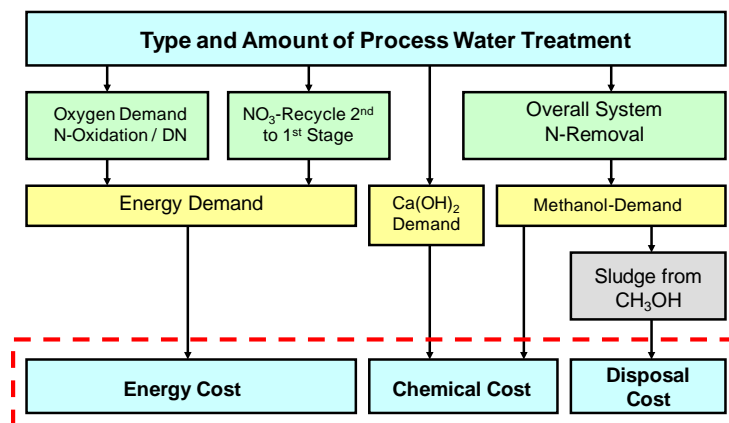 Type and Amount of Process Water Treatment
Oxygen Demand
N-Oxidation / DN
NO₃-Recycle 2ⁿᵈ
to 1ˢᵗ Stage
Overall System
N-Removal
Energy Demand
Ca(OH)₂
Demand
Methanol-Demand
Sludge from
CH₃OH
Energy Cost
Chemical Cost
Disposal
Cost